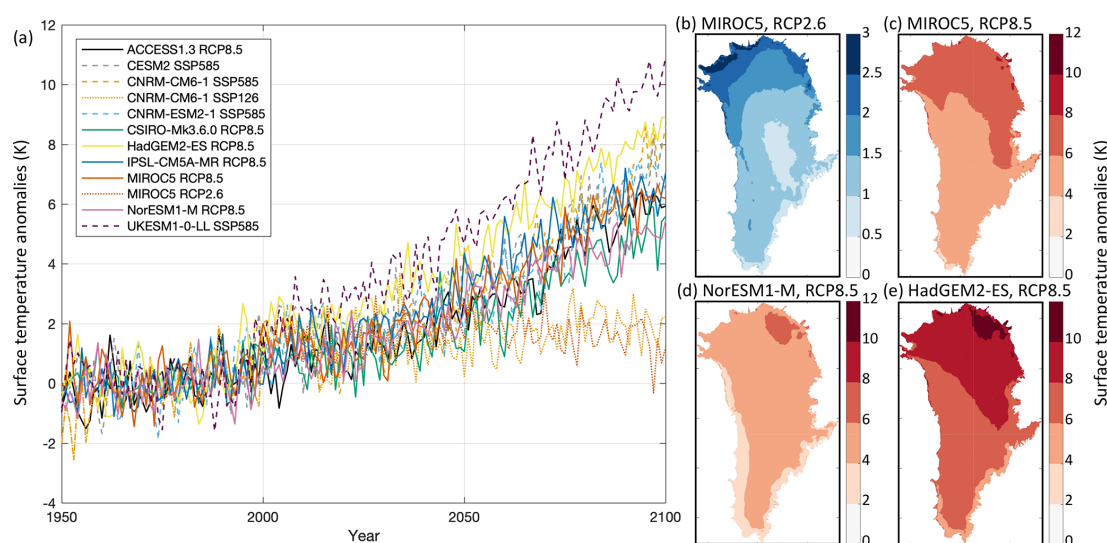 (a)
12
10
8
6
4
2
0
-2
-4
Surface temperature anomalies (K)
ACCESS1.3 RCP8.5
CESM2 SSP585
CNRM-CM6-1 SSP585
CNRM-CM6-1 SSP126
CNRM-ESM2-1 SSP585
CSIRO-Mk3.6.0 RCP8.5
HadGEM2-ES RCP8.5
IPSL-CM5A-MR RCP8.5
MIROC5 RCP8.5
MIROC5 RCP2.6
NorESM1-M RCP8.5
UKESM1-0-LL SSP585
1950
2000
2050
2100
Year
(b) MIROC5, RCP2.6
3
2.5
2
1.5
1
0.5
0
(c) MIROC5, RCP8.5
12
10
8
6
4
2
0
(d) NorESM1-M, RCP8.5
12
10
8
6
4
2
0
(e) HadGEM2-ES, RCP8.5
12
10
8
6
4
2
0
Surface temperature anomalies (K)